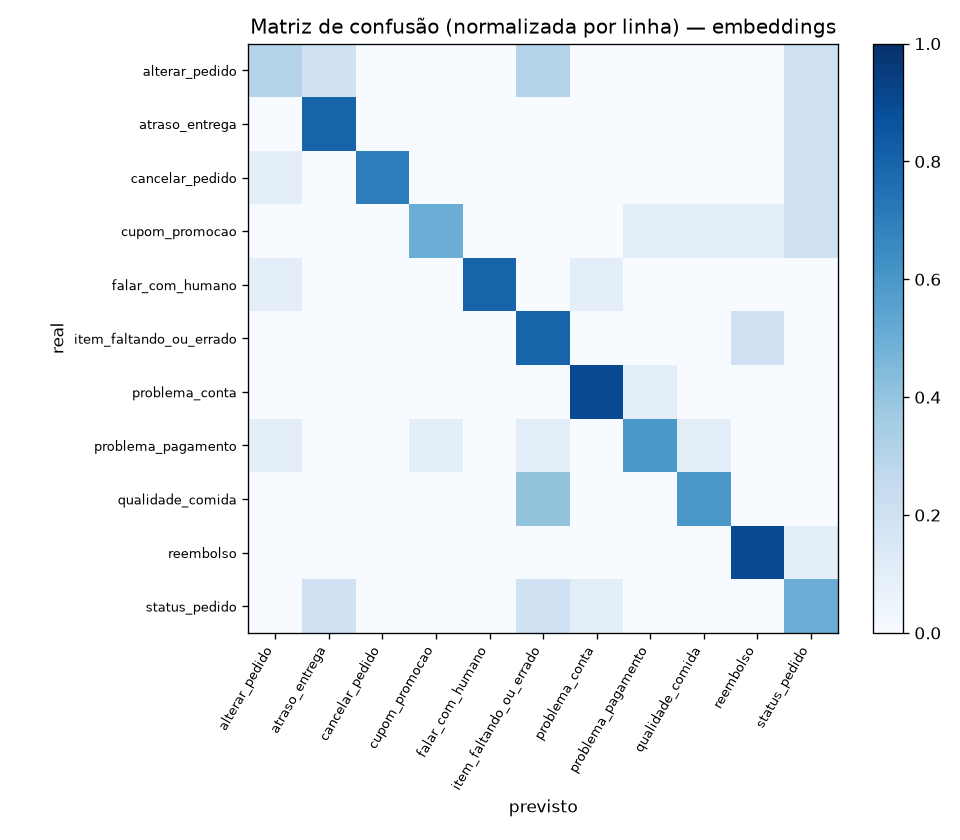 Matriz de confusão (normalizada por linha) — embeddings
alterar_pedido
atraso_entrega
cancelar_pedido
cupom_promocao
falar_com_humano
item_faltando_ou_errado
problema_conta
problema_pagamento
qualidade_comida
reembolso
status_pedido
real
alterar_pedido
atraso_entrega
cancelar_pedido
cupom_promocao
falar_com_humano
item_faltando_ou_errado
problema_conta
problema_pagamento
qualidade_comida
reembolso
status_pedido
previsto
1.0
0.8
0.6
0.4
0.2
0.0